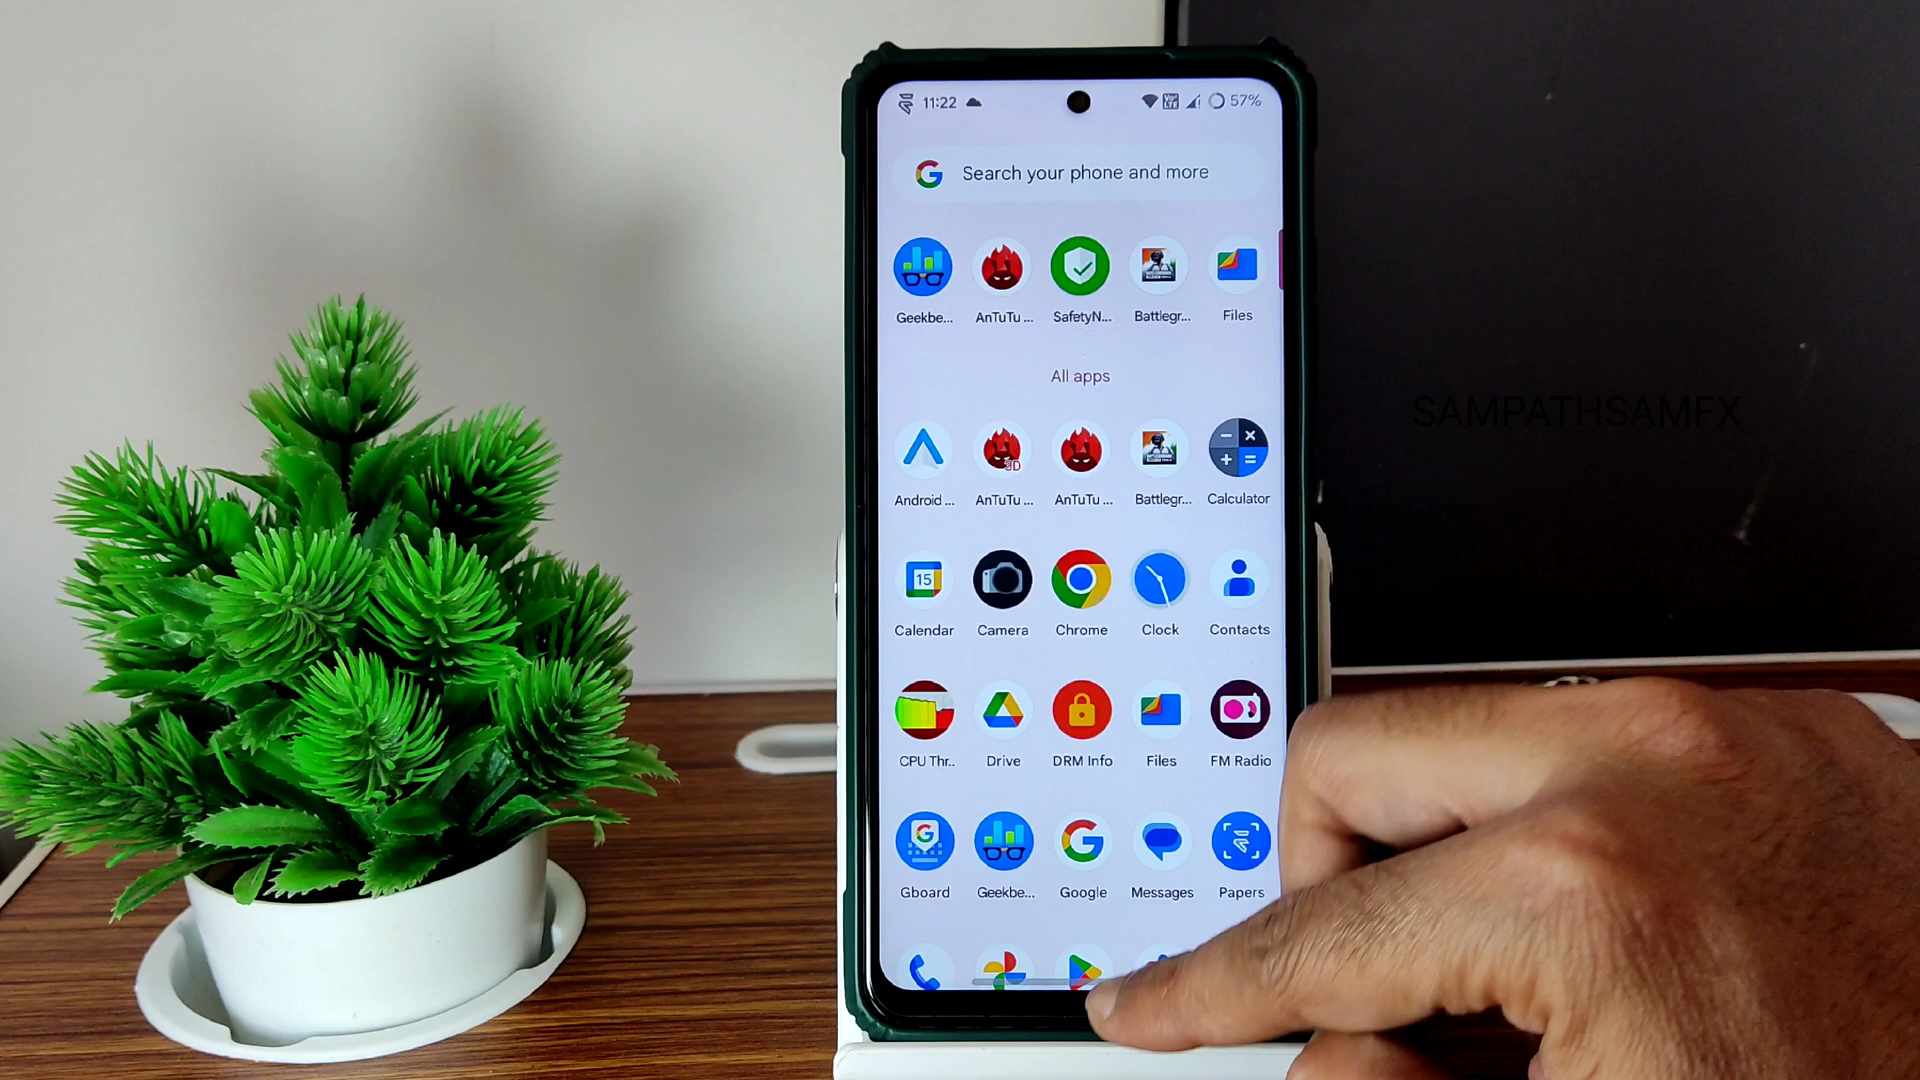 11:22
57%
Search your phone and more
Geekbe...
AnTuTu ...
SafetyN...
Battlegr...
Files
All apps
Android ...
AnTuTu ...
AnTuTu ...
Battlegr...
Calculator
Calendar
Camera
Chrome
Clock
Contacts
CPU Thr..
Drive
DRM Info
Files
FM Radio
Gboard
Geekbe...
Google
Messages
Papers
SAMPATHSAMFX
3D
15